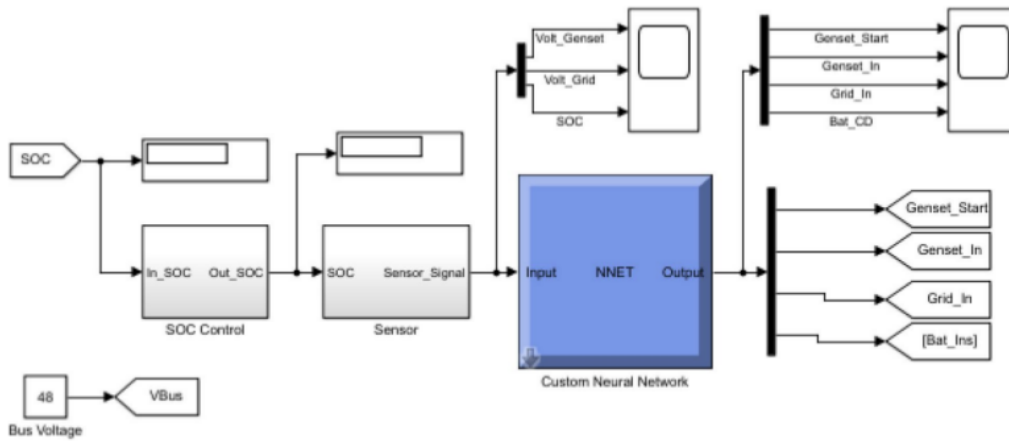 Volt_Genset
Volt_Grid
SOC
Genset_Start
Genset_In
Grid_In
Bat_CD
SOC
In_SOC
Out_SOC
SOC Control
SOC
Sensor_Signal
Sensor
Input
NNET
Output
Custom Neural Network
Genset_Start
Genset_In
Grid_In
[Bat_Ins]
48
VBus
Bus Voltage